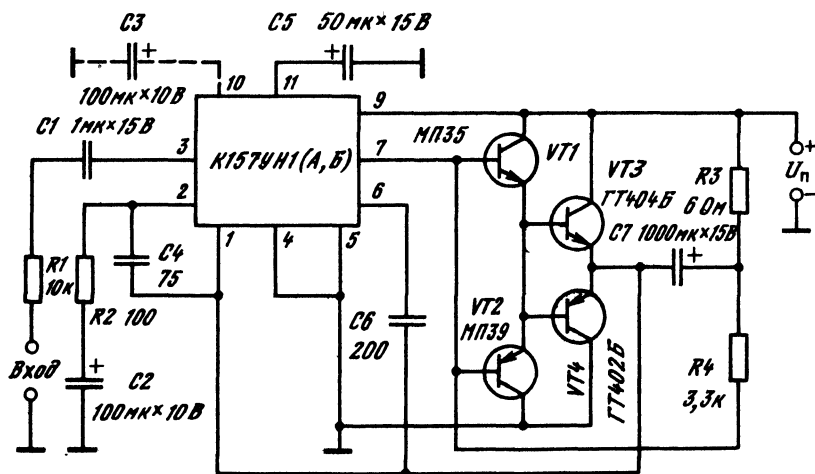 C3
+
100мк×10В
C5 50мк×15В
+
10
11
9
C1 1мк×15В
3
К157УН1(А,Б)
7
МП35
VT1
2
6
1
4
5
VT3
ГТ404Б
C7 1000мк×15В
+
R3
6 Ом
+
Uп
−
R1
10к
C4
75
R2 100
C6
200
VT2
МП39
VT4
ГТ402Б
R4
3,3к
Вход
+
C2
100мк×10В